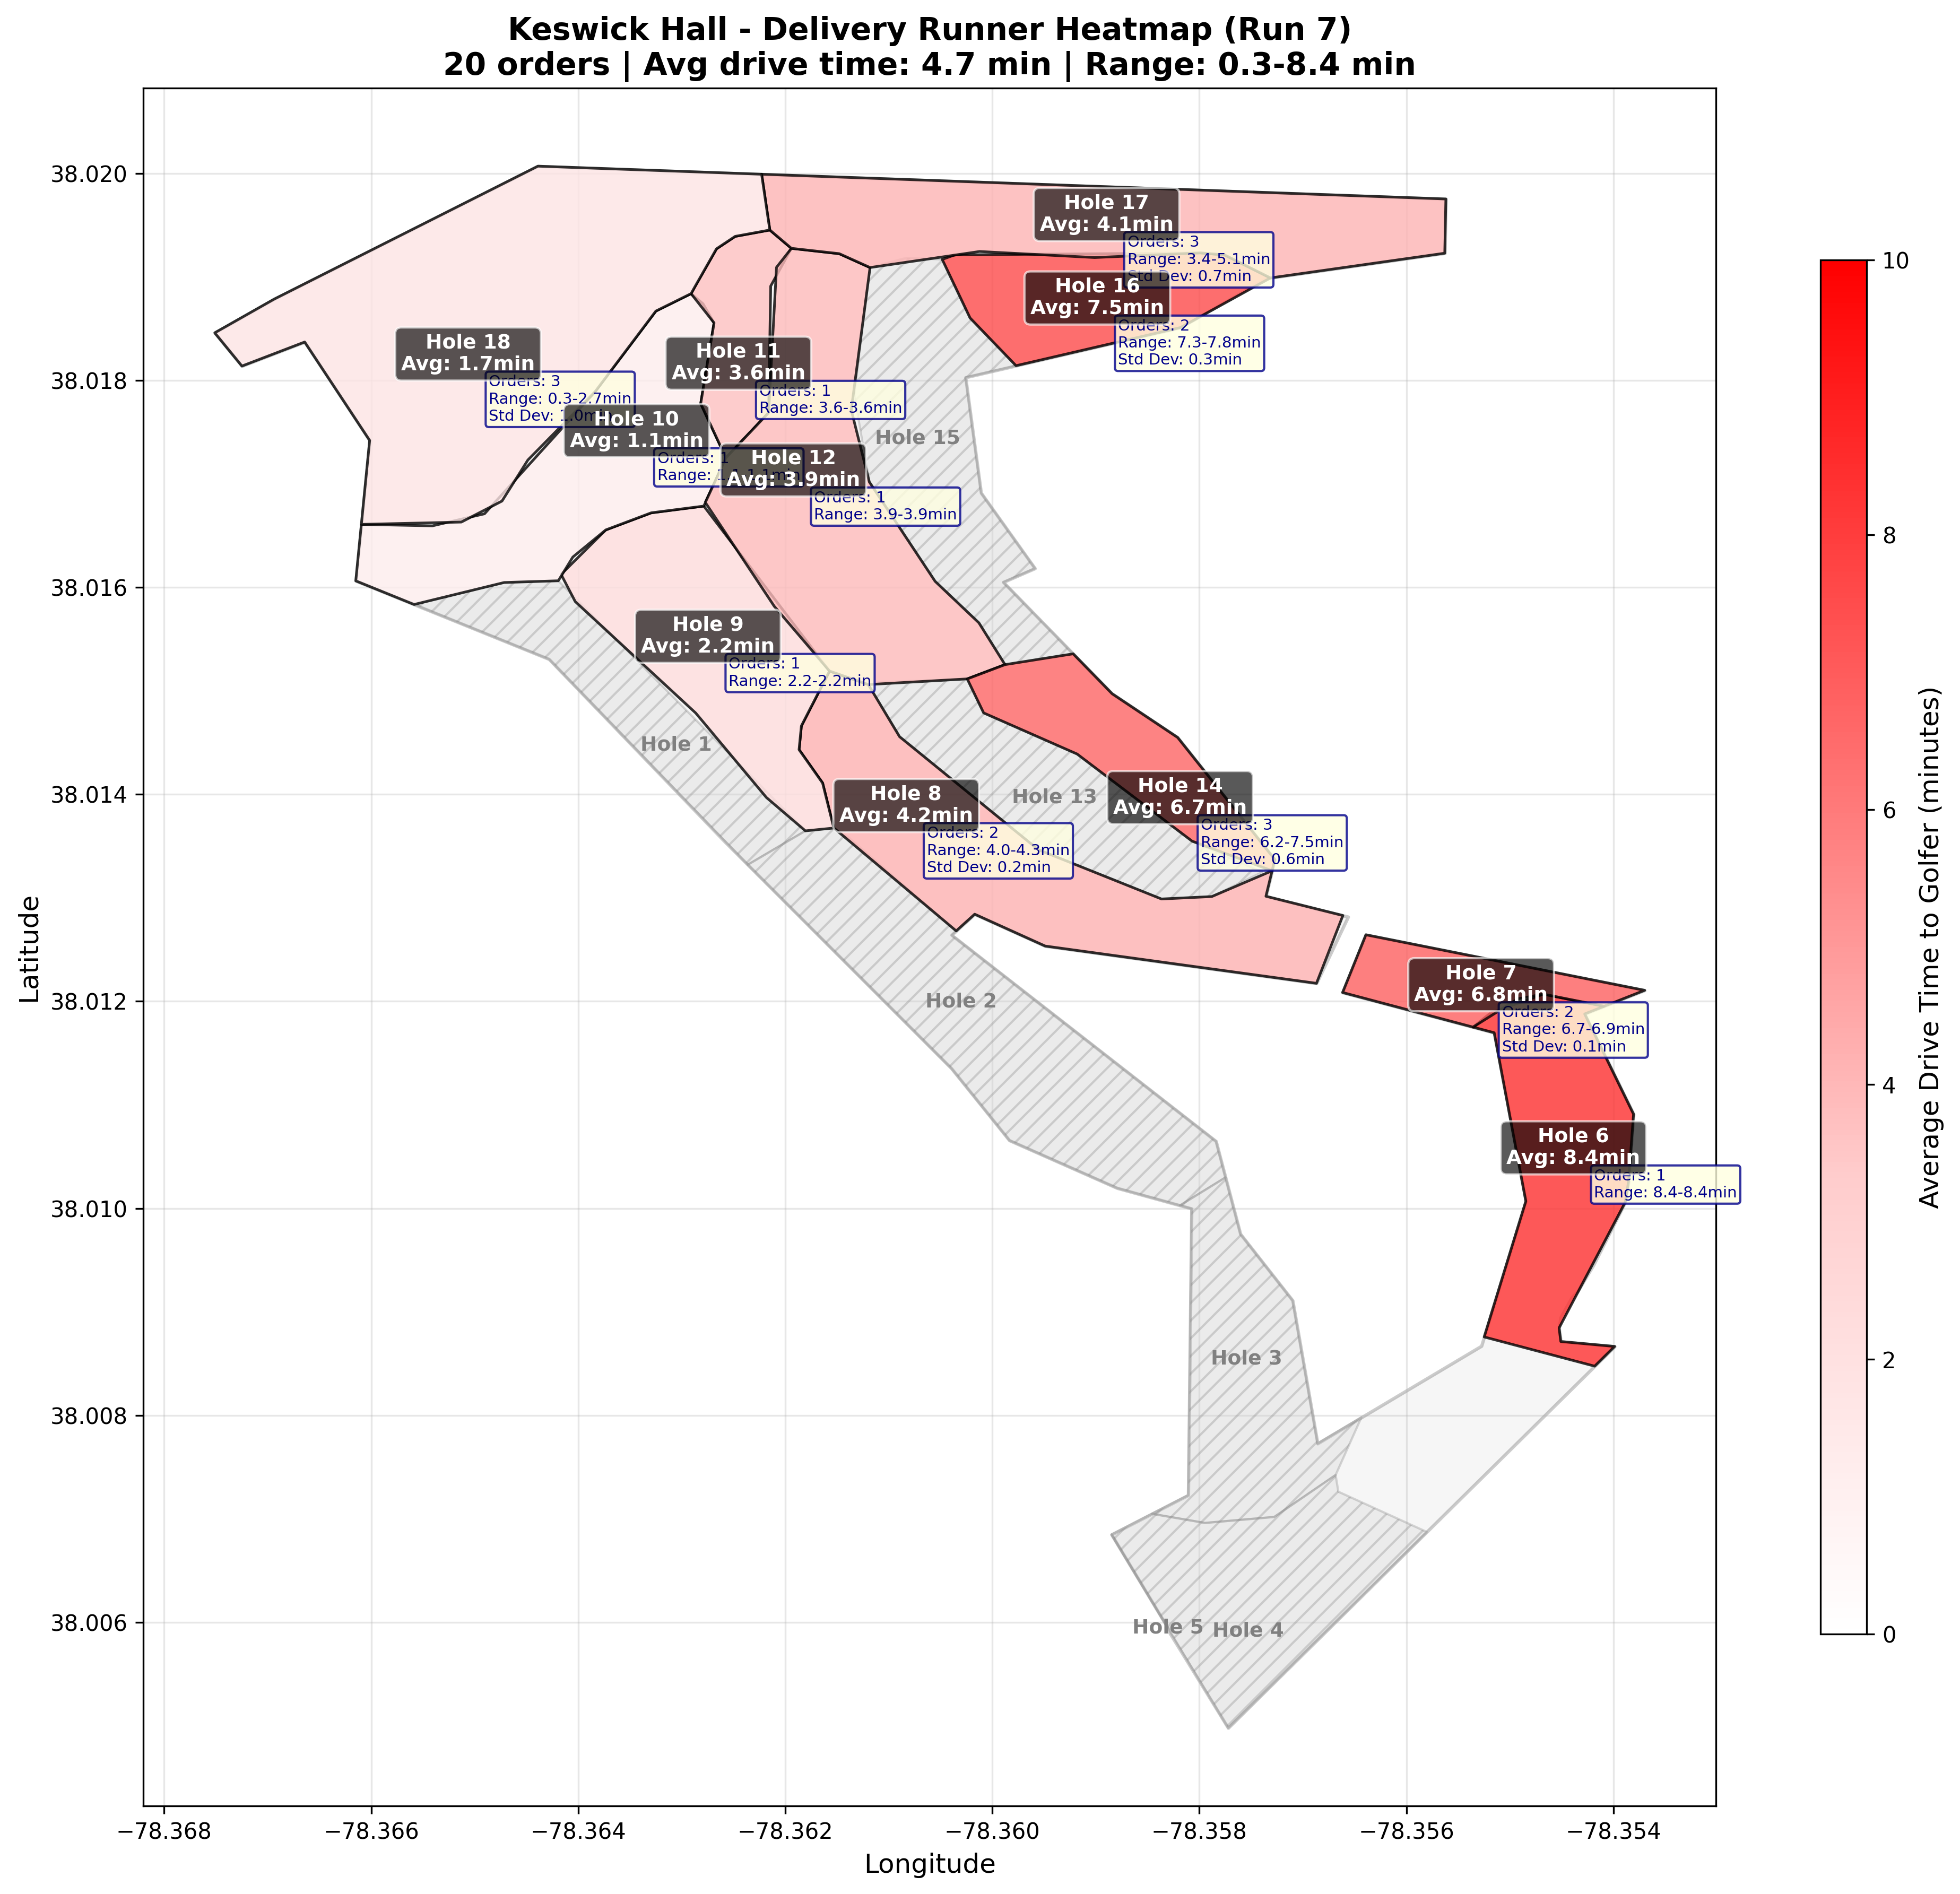 Keswick Hall - Delivery Runner Heatmap (Run 7)
20 orders | Avg drive time: 4.7 min | Range: 0.3-8.4 min
38.020
38.018
38.016
38.014
38.012
38.010
38.008
38.006
Latitude
Hole 17
Avg: 4.1min
Orders: 3
Range: 3.4-5.1min
Std Dev: 0.7min
Hole 16
Avg: 7.5min
Orders: 2
Range: 7.3-7.8min
Std Dev: 0.3min
Hole 18
Avg: 1.7min
Orders: 3
Range: 0.3-2.7min
Std Dev: 1.0min
Hole 11
Avg: 3.6min
Orders: 1
Range: 3.6-3.6min
Hole 10
Avg: 1.1min
Orders: 1
Range:
Hole 15
Hole 12
Avg: 3.9min
Orders: 1
Range: 3.9-3.9min
Hole 9
Avg: 2.2min
Orders: 1
Range: 2.2-2.2min
Hole 1
Hole 8
Avg: 4.2min
Orders: 2
Range: 4.0-4.3min
Std Dev: 0.2min
Hole 13
Hole 14
Avg: 6.7min
Orders: 3
Range: 6.2-7.5min
Std Dev: 0.6min
Hole 2
Hole 7
Avg: 6.8min
Orders: 2
Range: 6.7-6.9min
Std Dev: 0.1min
Hole 6
Avg: 8.4min
Orders: 1
Range: 8.4-8.4min
Hole 3
Hole 5
Hole 4
−78.368
−78.366
−78.364
−78.362
−78.360
−78.358
−78.356
−78.354
Longitude
10
8
6
4
2
0
Average Drive Time to Golfer (minutes)